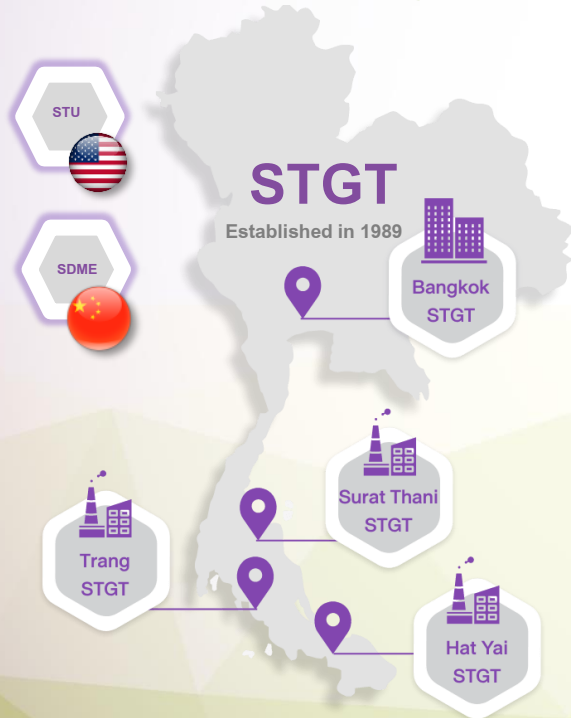 STU
SDME
STGT
Established in 1989
Bangkok
STGT
Surat Thani
STGT
Trang
STGT
Hat Yai
STGT